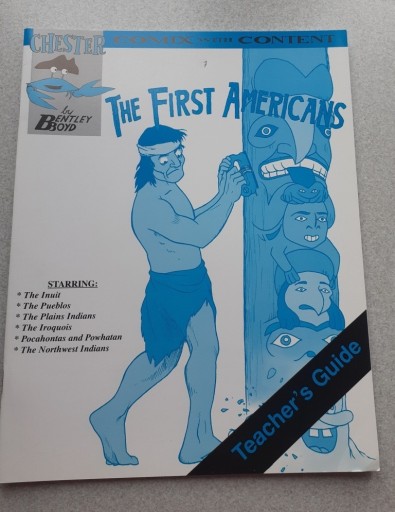 CHESTER
COMIX WITH CONTENT
by
BENTLEY
BOYD
THE FIRST AMERICANS
STARRING:
* The Inuit
* The Pueblos
* The Plains Indians
* The Iroquois
* Pocahontas and Powhatan
* The Northwest Indians
Teacher's Guide